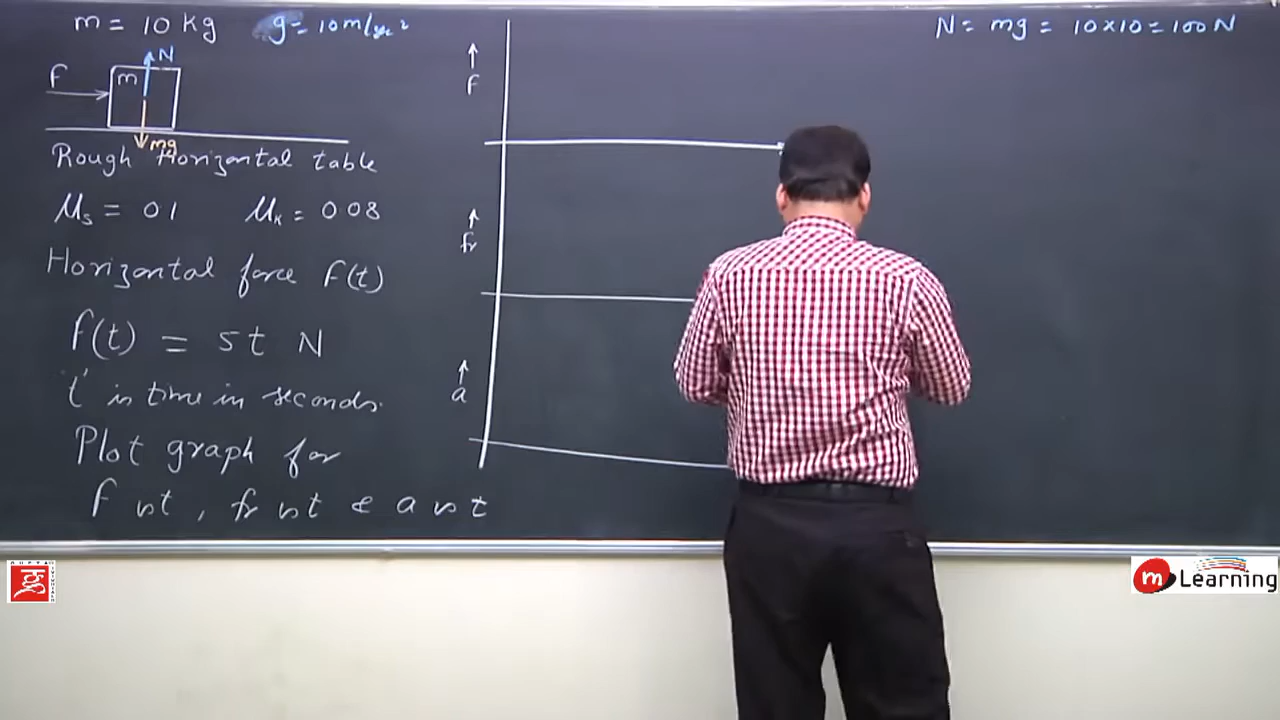 m = 10 Kg
g = 10 m/sec²
N = mg = 10 × 10 = 100 N
F
m
N
mg
Rough Horizontal table
μs = 0.1 μk = 0.08
Horizontal force F(t)
F(t) = 5t N
't' is time in seconds.
Plot graph for
F vs t, fr vs t & a vs t
↑
F
↑
fr
↑
a
GUPTA
ग
m Learning